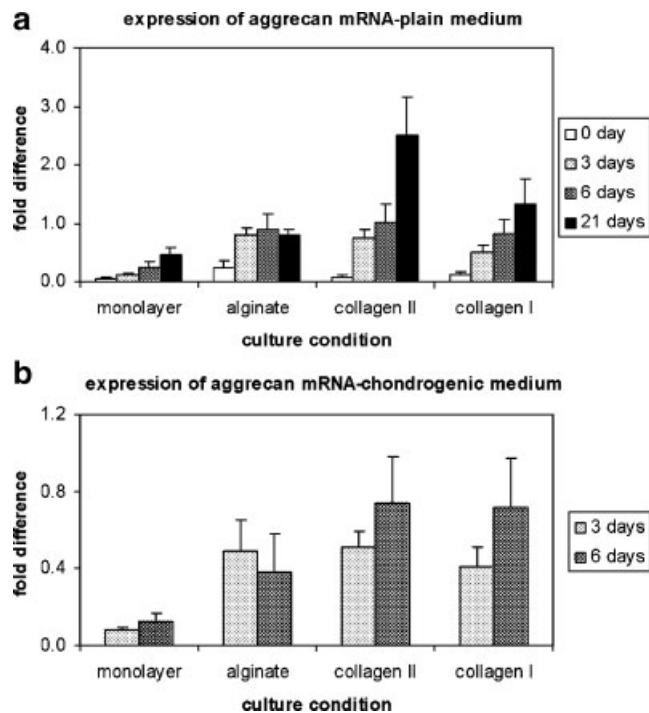 a
expression of aggrecan mRNA-plain medium
4.0
3.0
2.0
1.0
0.0
fold difference
monolayer alginate collagen II collagen I
culture condition
0 day
3 days
6 days
21 days
b
expression of aggrecan mRNA-chondrogenic medium
1.2
0.8
0.4
0.0
fold difference
monolayer alginate collagen II collagen I
culture condition
3 days
6 days